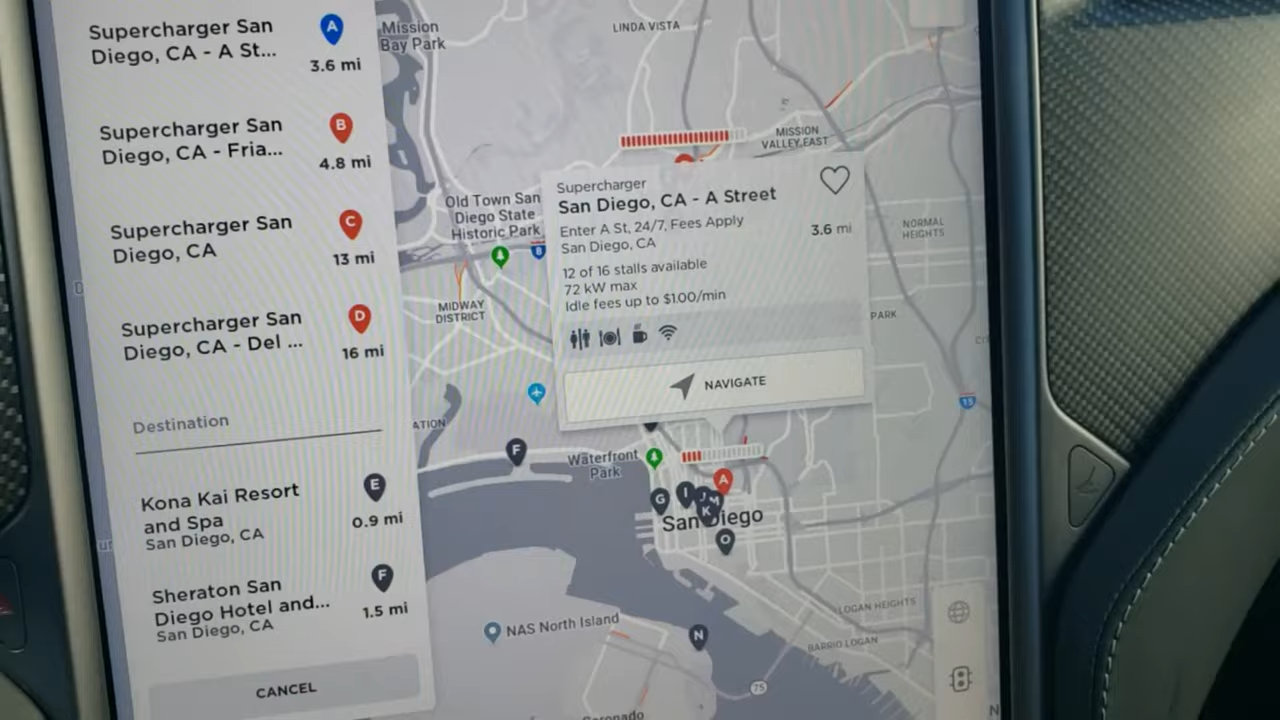 Supercharger San
Diego, CA - A St...
A
3.6 mi
Supercharger San
Diego, CA - Fria...
B
4.8 mi
Supercharger San
Diego, CA
C
13 mi
Supercharger San
Diego, CA - Del ...
D
16 mi
Destination
Kona Kai Resort
and Spa
San Diego, CA
E
0.9 mi
Sheraton San
Diego Hotel and...
San Diego, CA
F
1.5 mi
CANCEL
Mission
Bay Park
LINDA VISTA
MISSION
VALLEY EAST
Old Town San
Diego State
Historic Park
8
MIDWAY
DISTRICT
NORMAL
HEIGHTS
PARK
Supercharger
San Diego, CA - A Street
Enter A St, 24/7, Fees Apply
San Diego, CA
3.6 mi
12 of 16 stalls available
72 kW max
Idle fees up to $1.00/min
NAVIGATE
15
ATION
F
Waterfront
Park
A
G
I
J
M
K
San Diego
O
LOGAN HEIGHTS
BARRIO LOGAN
NAS North Island
N
75
Coronado
N